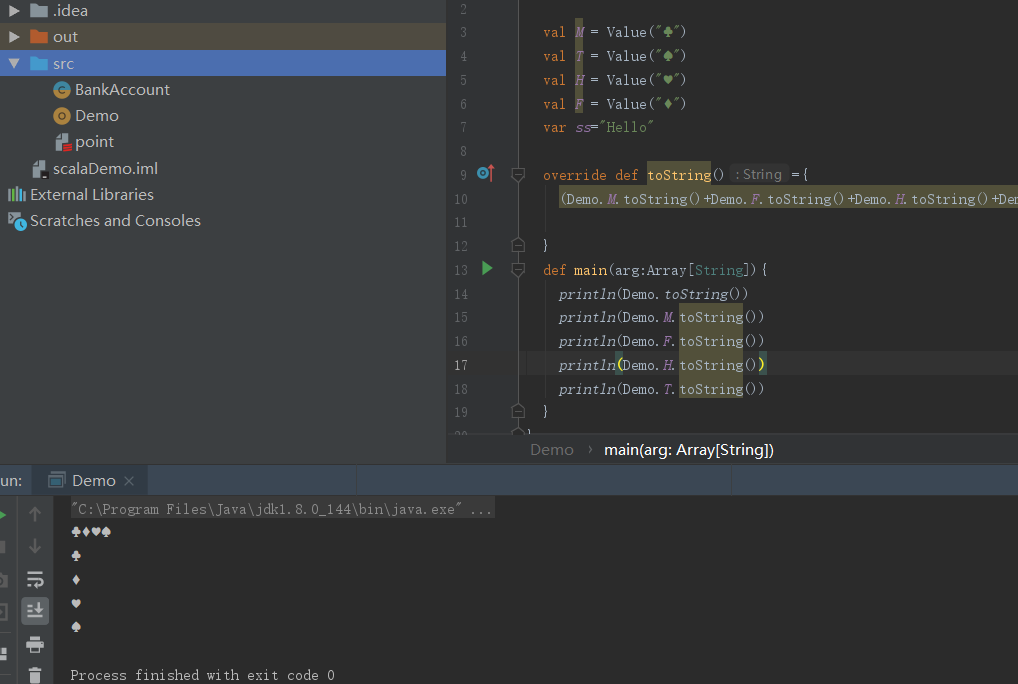 .idea
out
src
BankAccount
Demo
point
scalaDemo.iml
External Libraries
Scratches and Consoles
2
3 val M = Value("♣")
4 val T = Value("♠")
5 val H = Value("♥")
6 val F = Value("♦")
7 var ss="Hello"
8
9 override def toString() : String ={
10 (Demo.M.toString()+Demo.F.toString()+Demo.H.toString()+Dem
11
12 }
13 def main(arg:Array[String]){
14 println(Demo.toString())
15 println(Demo.M.toString())
16 println(Demo.F.toString())
17 println(Demo.H.toString())
18 println(Demo.T.toString())
19 }
20 }
Demo › main(arg: Array[String])
un: Demo ×
"C:\Program Files\Java\jdk1.8.0_144\bin\java.exe" ...
♣♦♥♠
♣
♦
♥
♠
Process finished with exit code 0